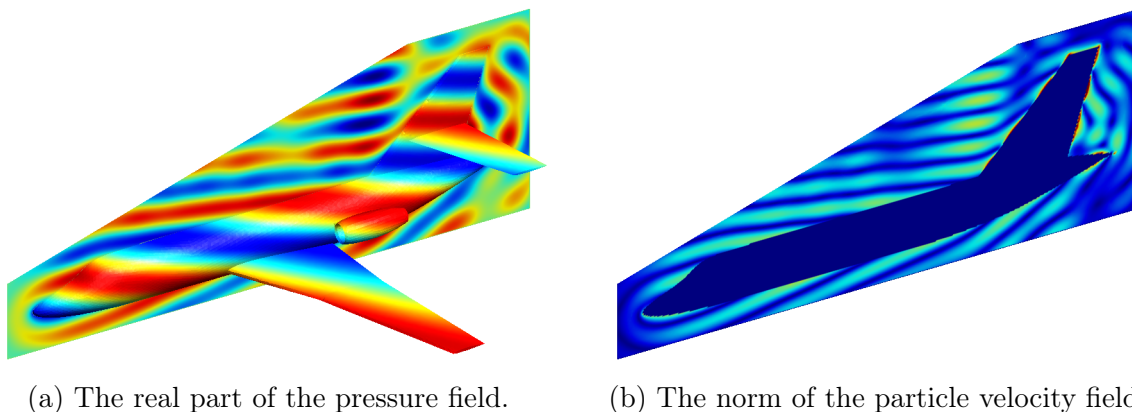 (a) The real part of the pressure field.
(b) The norm of the particle velocity field